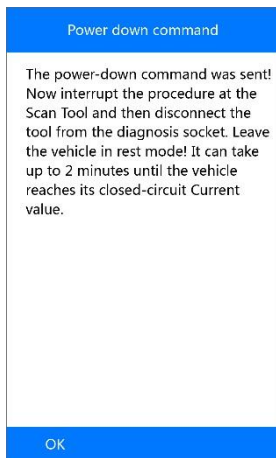 Power down command
The power-down command was sent!
Now interrupt the procedure at the
Scan Tool and then disconnect the
tool from the diagnosis socket. Leave
the vehicle in rest mode! It can take
up to 2 minutes until the vehicle
reaches its closed-circuit Current
value.
OK